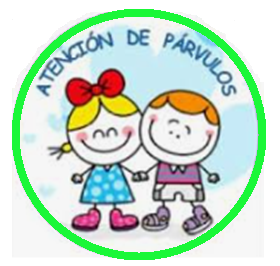 ATENCIÓN DE PÁRVULOS